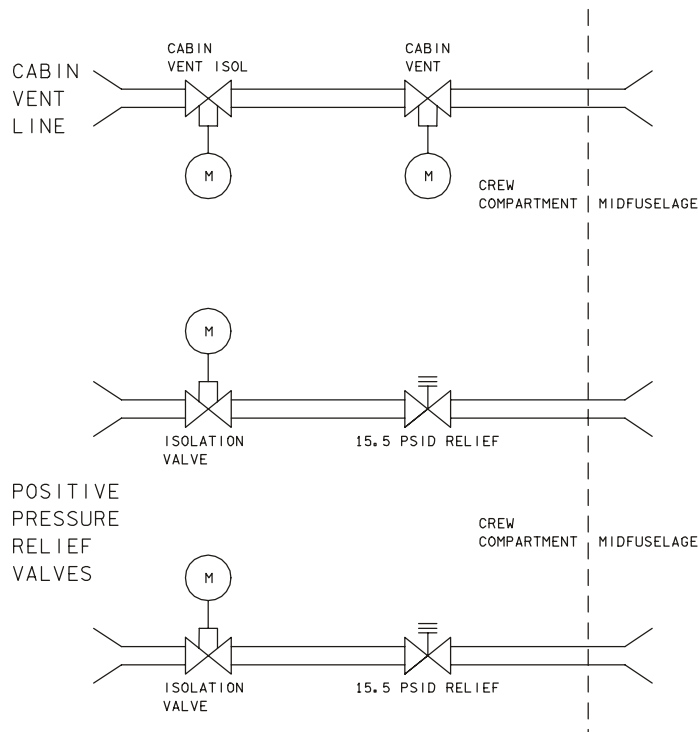 CABIN
VENT
LINE
CABIN
VENT ISOL
CABIN
VENT
M
M
CREW
COMPARTMENT
MIDFUSELAGE
M
ISOLATION
VALVE
15.5 PSID RELIEF
POSITIVE
PRESSURE
RELIEF
VALVES
CREW
COMPARTMENT
MIDFUSELAGE
M
ISOLATION
VALVE
15.5 PSID RELIEF